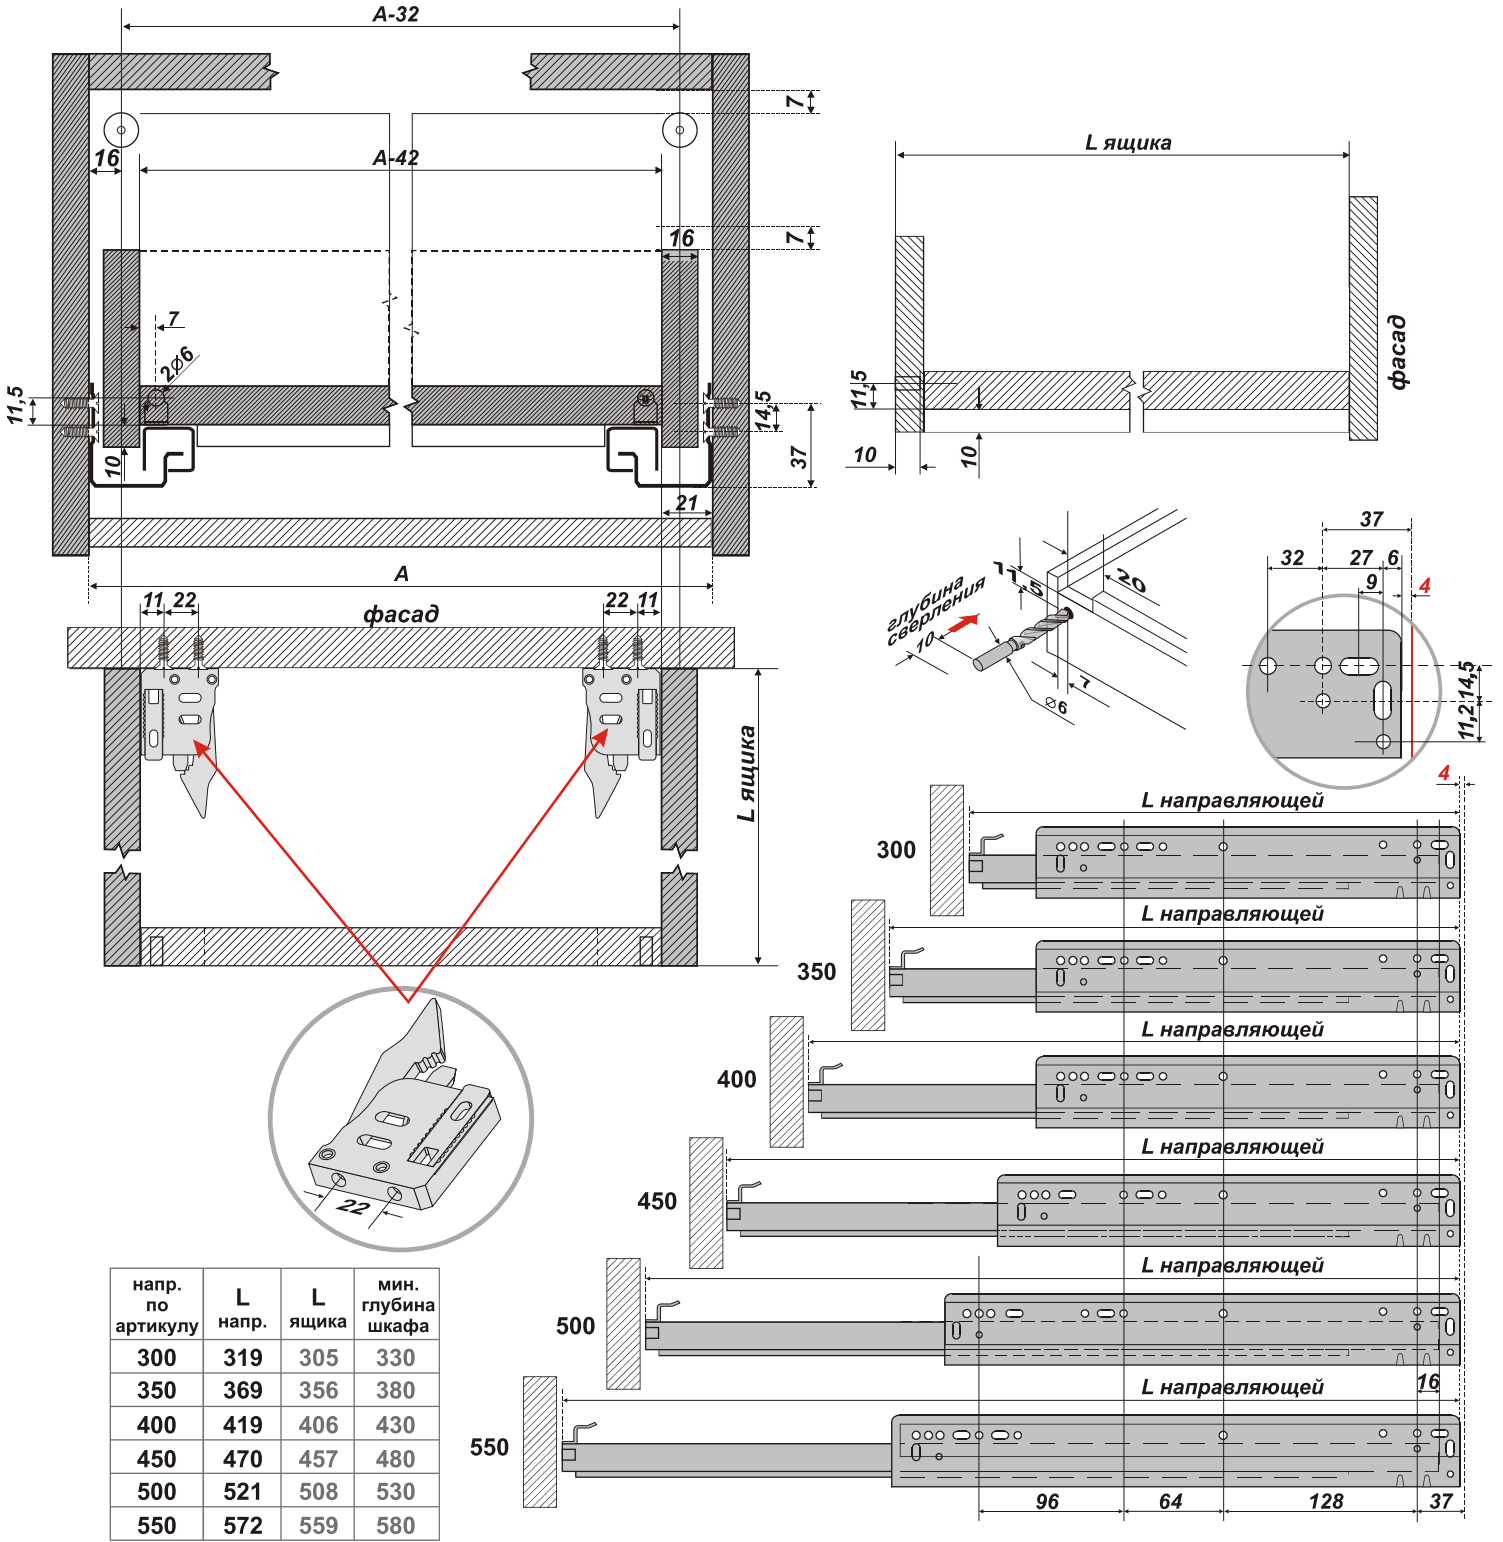 A-32
7
16
A-42
7
16
7
2Ø6
11,5
14,5
10
37
21
A
L ящика
фасад
11,5
10
10
11 22
фасад
22 11
L ящика
22
глубина
сверления
10
11,5
20
7
Ø6
37
32
27
6
9
4
14,5
11,2
4
L направляющей
300
L направляющей
350
L направляющей
400
L направляющей
450
L направляющей
500
16
L направляющей
550
96
64
128
37
напр. по артикулу L напр. L ящика мин. глубина шкафа
300 319 305 330
350 369 356 380
400 419 406 430
450 470 457 480
500 521 508 530
550 572 559 580